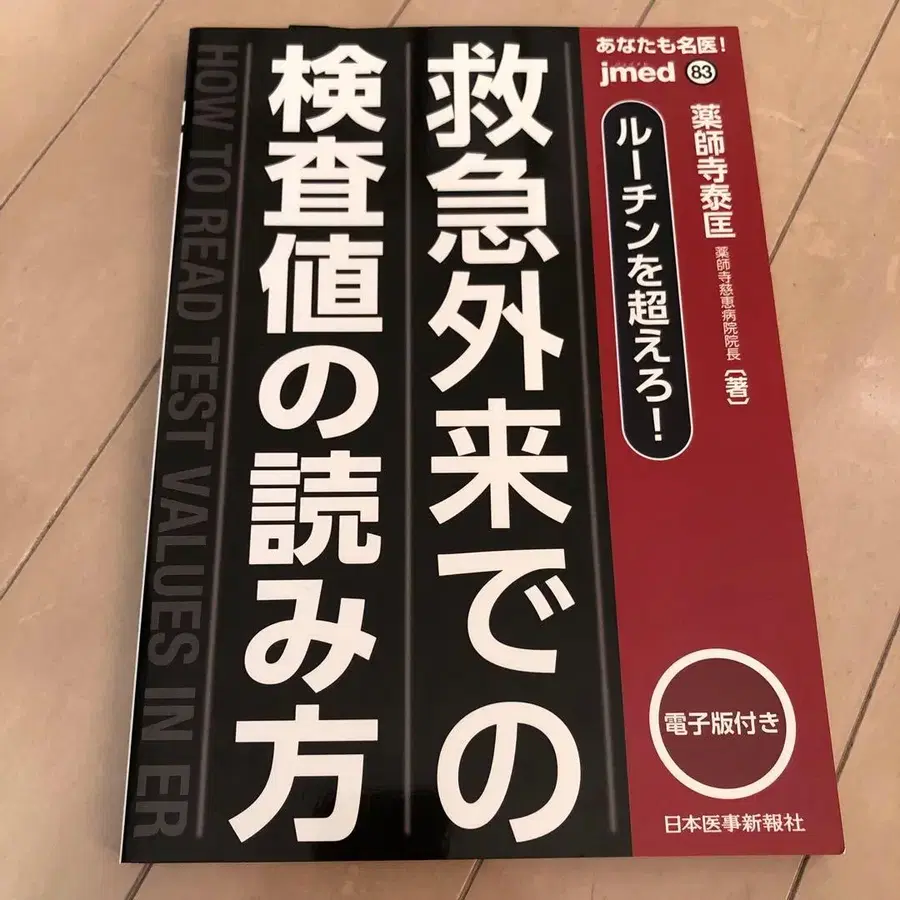 あなたも名医!
jmed 83
薬師寺泰匡
薬師寺慈恵病院院長
〔著〕
ルーチンを超えろ!
救急外来での
検査値の読み方
HOW TO READ TEST VALUES IN ER
電子版付き
日本医事新報社